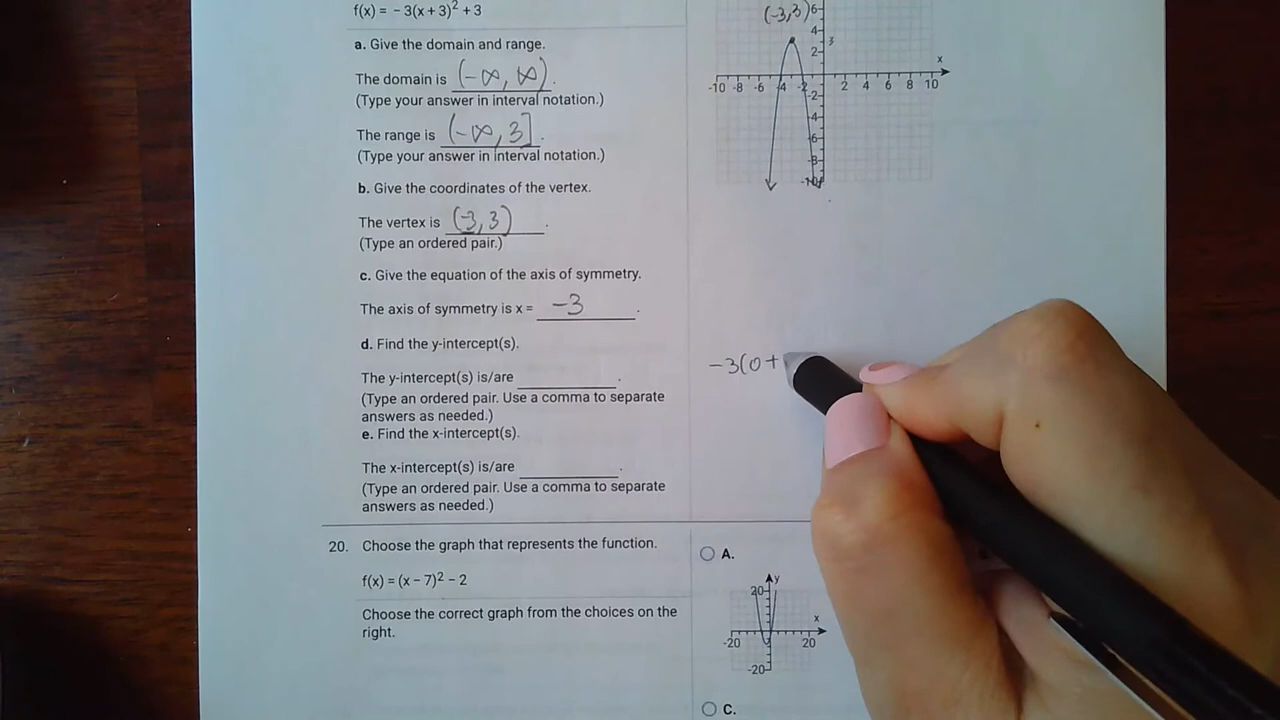 f(x) = − 3(x + 3)² + 3
a. Give the domain and range.
The domain is (-∞, ∞).
(Type your answer in interval notation.)
The range is (-∞, 3].
(Type your answer in interval notation.)
b. Give the coordinates of the vertex.
The vertex is (-3, 3).
(Type an ordered pair.)
c. Give the equation of the axis of symmetry.
The axis of symmetry is x = -3.
d. Find the y-intercept(s).
The y-intercept(s) is/are ______.
(Type an ordered pair. Use a comma to separate
answers as needed.)
e. Find the x-intercept(s).
The x-intercept(s) is/are ______.
(Type an ordered pair. Use a comma to separate
answers as needed.)
(-3,3) 6
4
3
2
x
-10 -8 -6 -4 -2 2 4 6 8 10
-2
-4
-6
-8
-10
-3(0+
20. Choose the graph that represents the function.
f(x) = (x − 7)² − 2
Choose the correct graph from the choices on the
right.
A.
y
20
x
-20 20
-20
C.